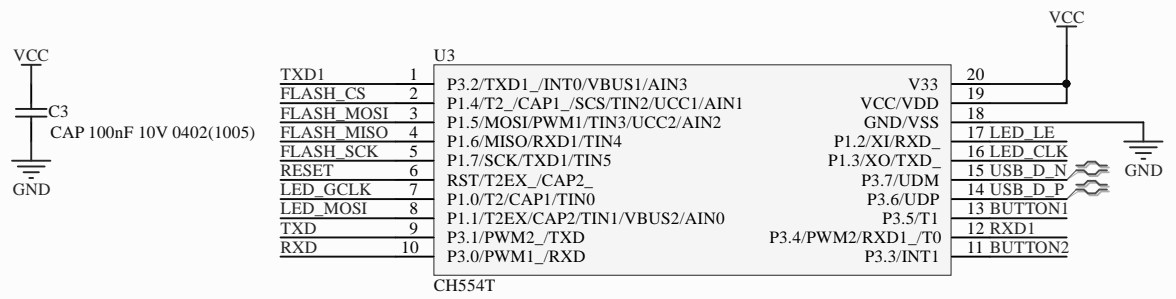 VCC
C3
CAP 100nF 10V 0402(1005)
GND
U3
TXD1 1 P3.2/TXD1_/INT0/VBUS1/AIN3
FLASH_CS 2 P1.4/T2_/CAP1_/SCS/TIN2/UCC1/AIN1
FLASH_MOSI 3 P1.5/MOSI/PWM1/TIN3/UCC2/AIN2
FLASH_MISO 4 P1.6/MISO/RXD1/TIN4
FLASH_SCK 5 P1.7/SCK/TXD1/TIN5
RESET 6 RST/T2EX_/CAP2_
LED_GCLK 7 P1.0/T2/CAP1/TIN0
LED_MOSI 8 P1.1/T2EX/CAP2/TIN1/VBUS2/AIN0
TXD 9 P3.1/PWM2_/TXD
RXD 10 P3.0/PWM1_/RXD
CH554T
VCC
V33 20
VCC/VDD 19
GND/VSS 18
P1.2/XI/RXD_ 17 LED_LE
P1.3/XO/TXD_ 16 LED_CLK
P3.7/UDM 15 USB_D_N
P3.6/UDP 14 USB_D_P
P3.5/T1 13 BUTTON1
P3.4/PWM2/RXD1_/T0 12 RXD1
P3.3/INT1 11 BUTTON2
GND